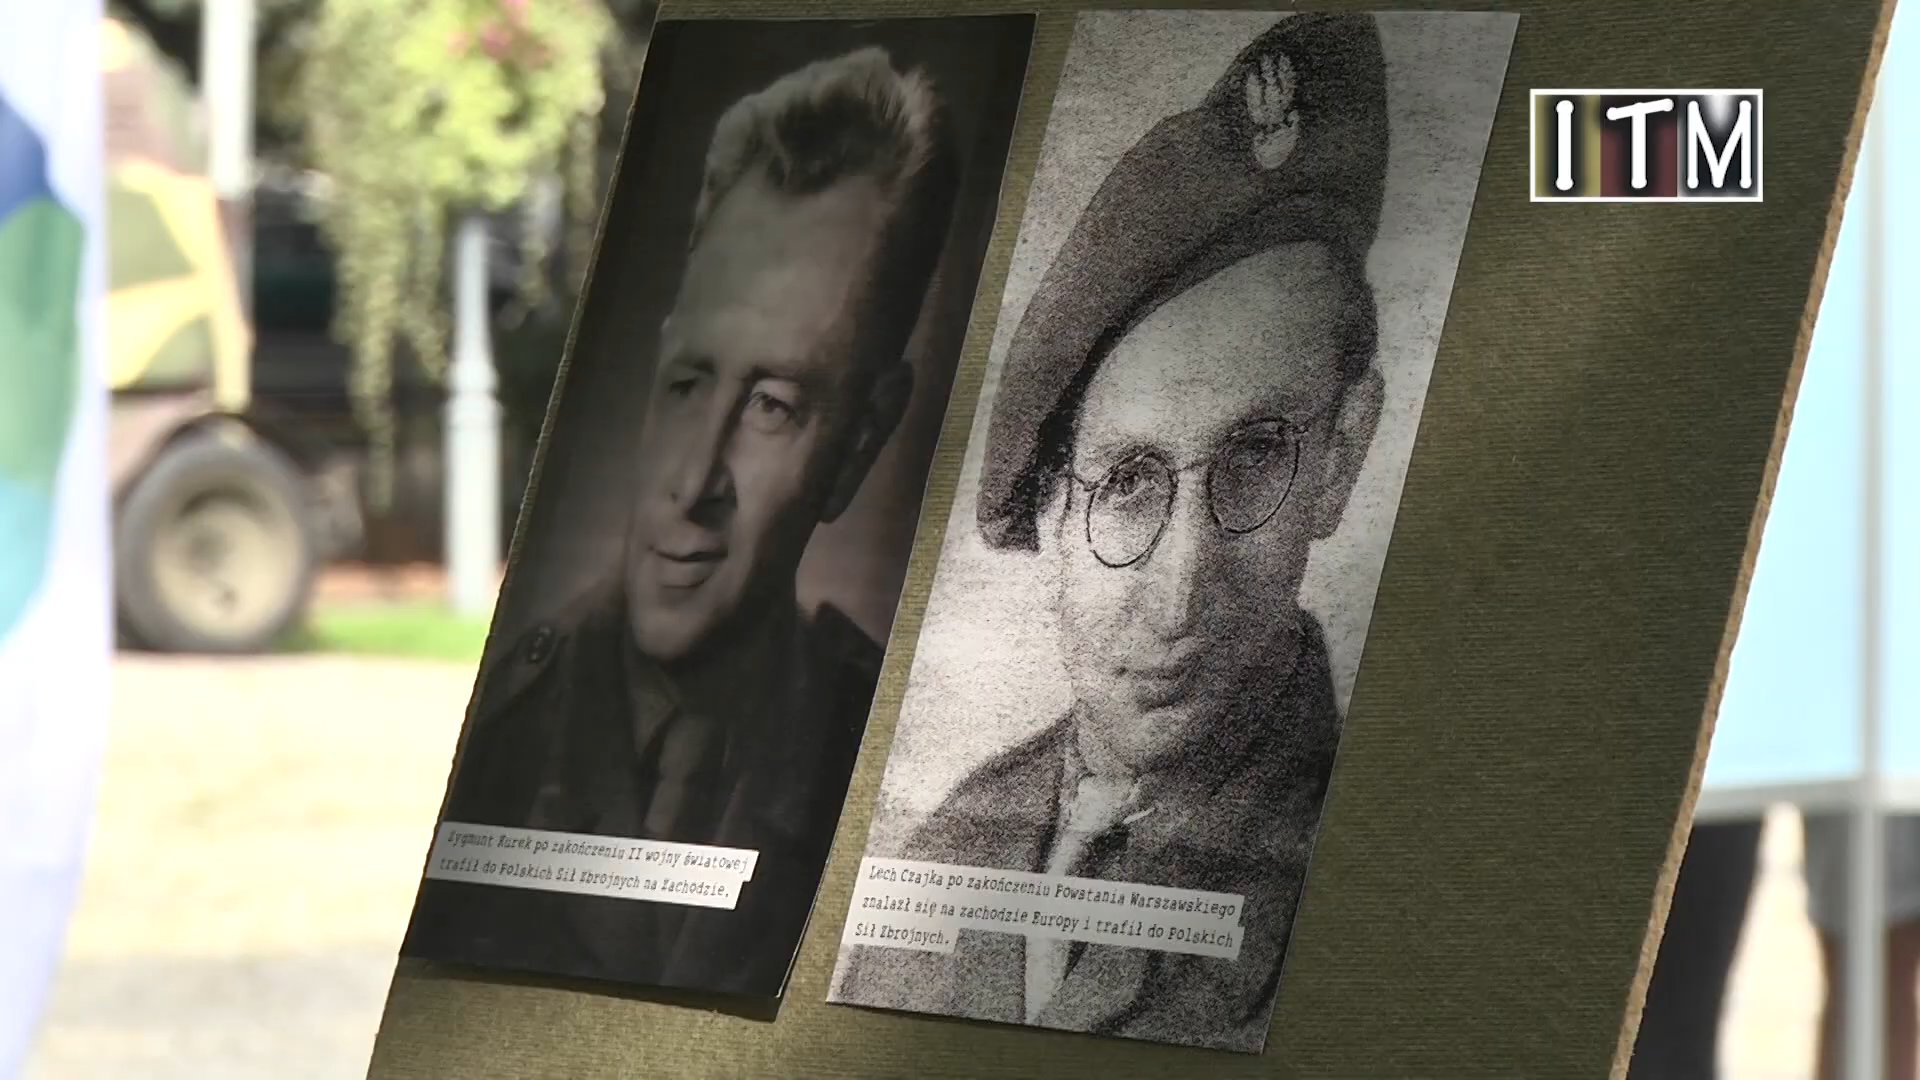 ITM
Zygmunt Kurek po zakończeniu II wojny światowej
trafił do Polskich Sił Zbrojnych na Zachodzie.
Lech Czajka po zakończeniu Powstania Warszawskiego
znalazł się na zachodzie Europy i trafił do Polskich
Sił Zbrojnych.